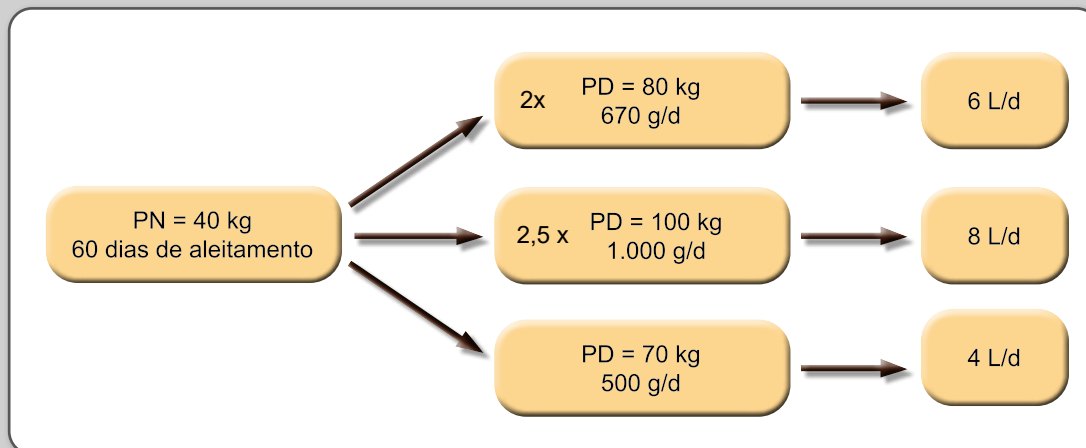 PN = 40 kg
60 dias de aleitamento
2x PD = 80 kg
670 g/d
6 L/d
2,5 x PD = 100 kg
1.000 g/d
8 L/d
PD = 70 kg
500 g/d
4 L/d